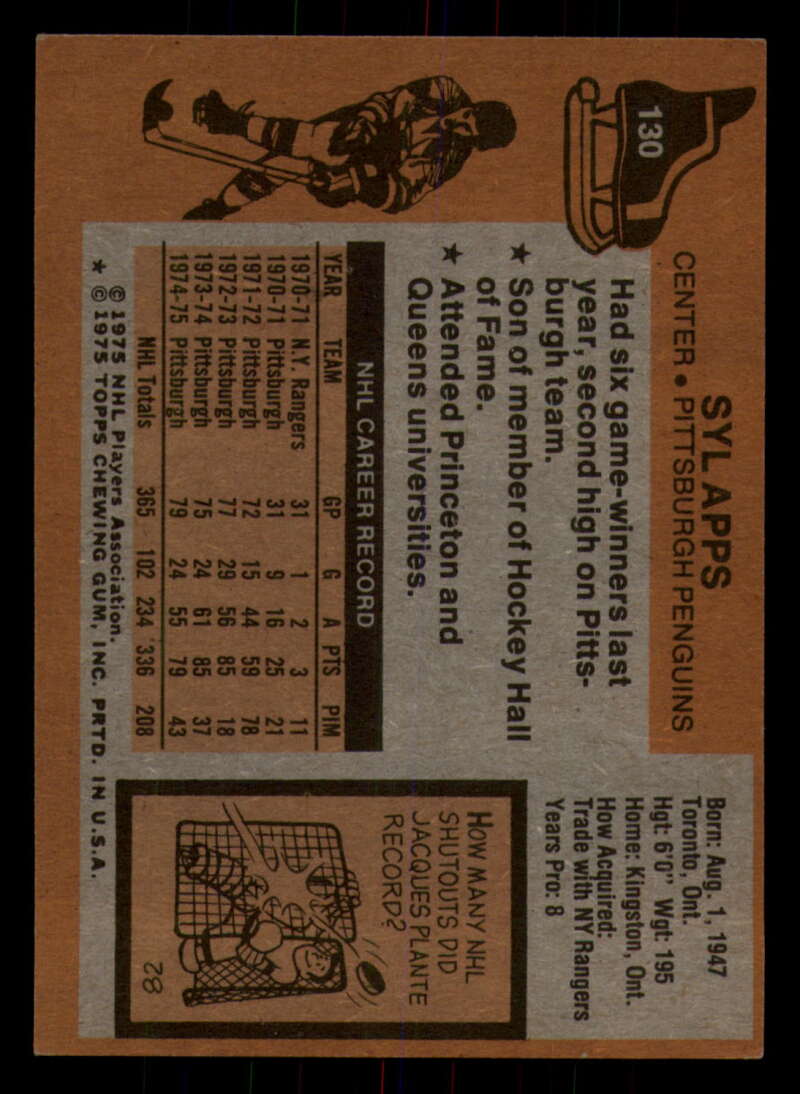 130
SYL APPS
CENTER • PITTSBURGH PENGUINS
Had six game-winners last
year, second high on Pitts-
burgh team.
★ Son of member of Hockey Hall
of Fame.
★ Attended Princeton and
Queens universities.
NHL CAREER RECORD
YEAR TEAM GP G A PTS PIM
1970-71 N.Y. Rangers 31 1 2 3 11
1970-71 Pittsburgh 31 9 16 25 21
1971-72 Pittsburgh 72 15 44 59 78
1972-73 Pittsburgh 77 29 56 85 18
1973-74 Pittsburgh 75 24 61 85 37
1974-75 Pittsburgh 79 24 55 79 43
NHL Totals 365 102 234 336 208
© 1975 NHL Players Association.
★ © 1975 TOPPS CHEWING GUM, INC. PRTD. IN U.S.A.
Born: Aug. 1, 1947
Toronto, Ont.
Hgt: 6'0" Wgt: 195
Home: Kingston, Ont.
How Acquired:
Trade with NY Rangers
Years Pro: 8
HOW MANY NHL
SHUTOUTS DID
JACQUES PLANTE
RECORD?
82